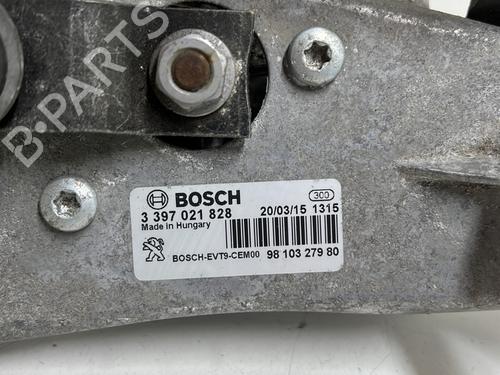 B-PARTS
BOSCH
300
3 397 021 828
20/03/15 1315
Made in Hungary
BOSCH-EVT9-CEM00
98 103 279 80